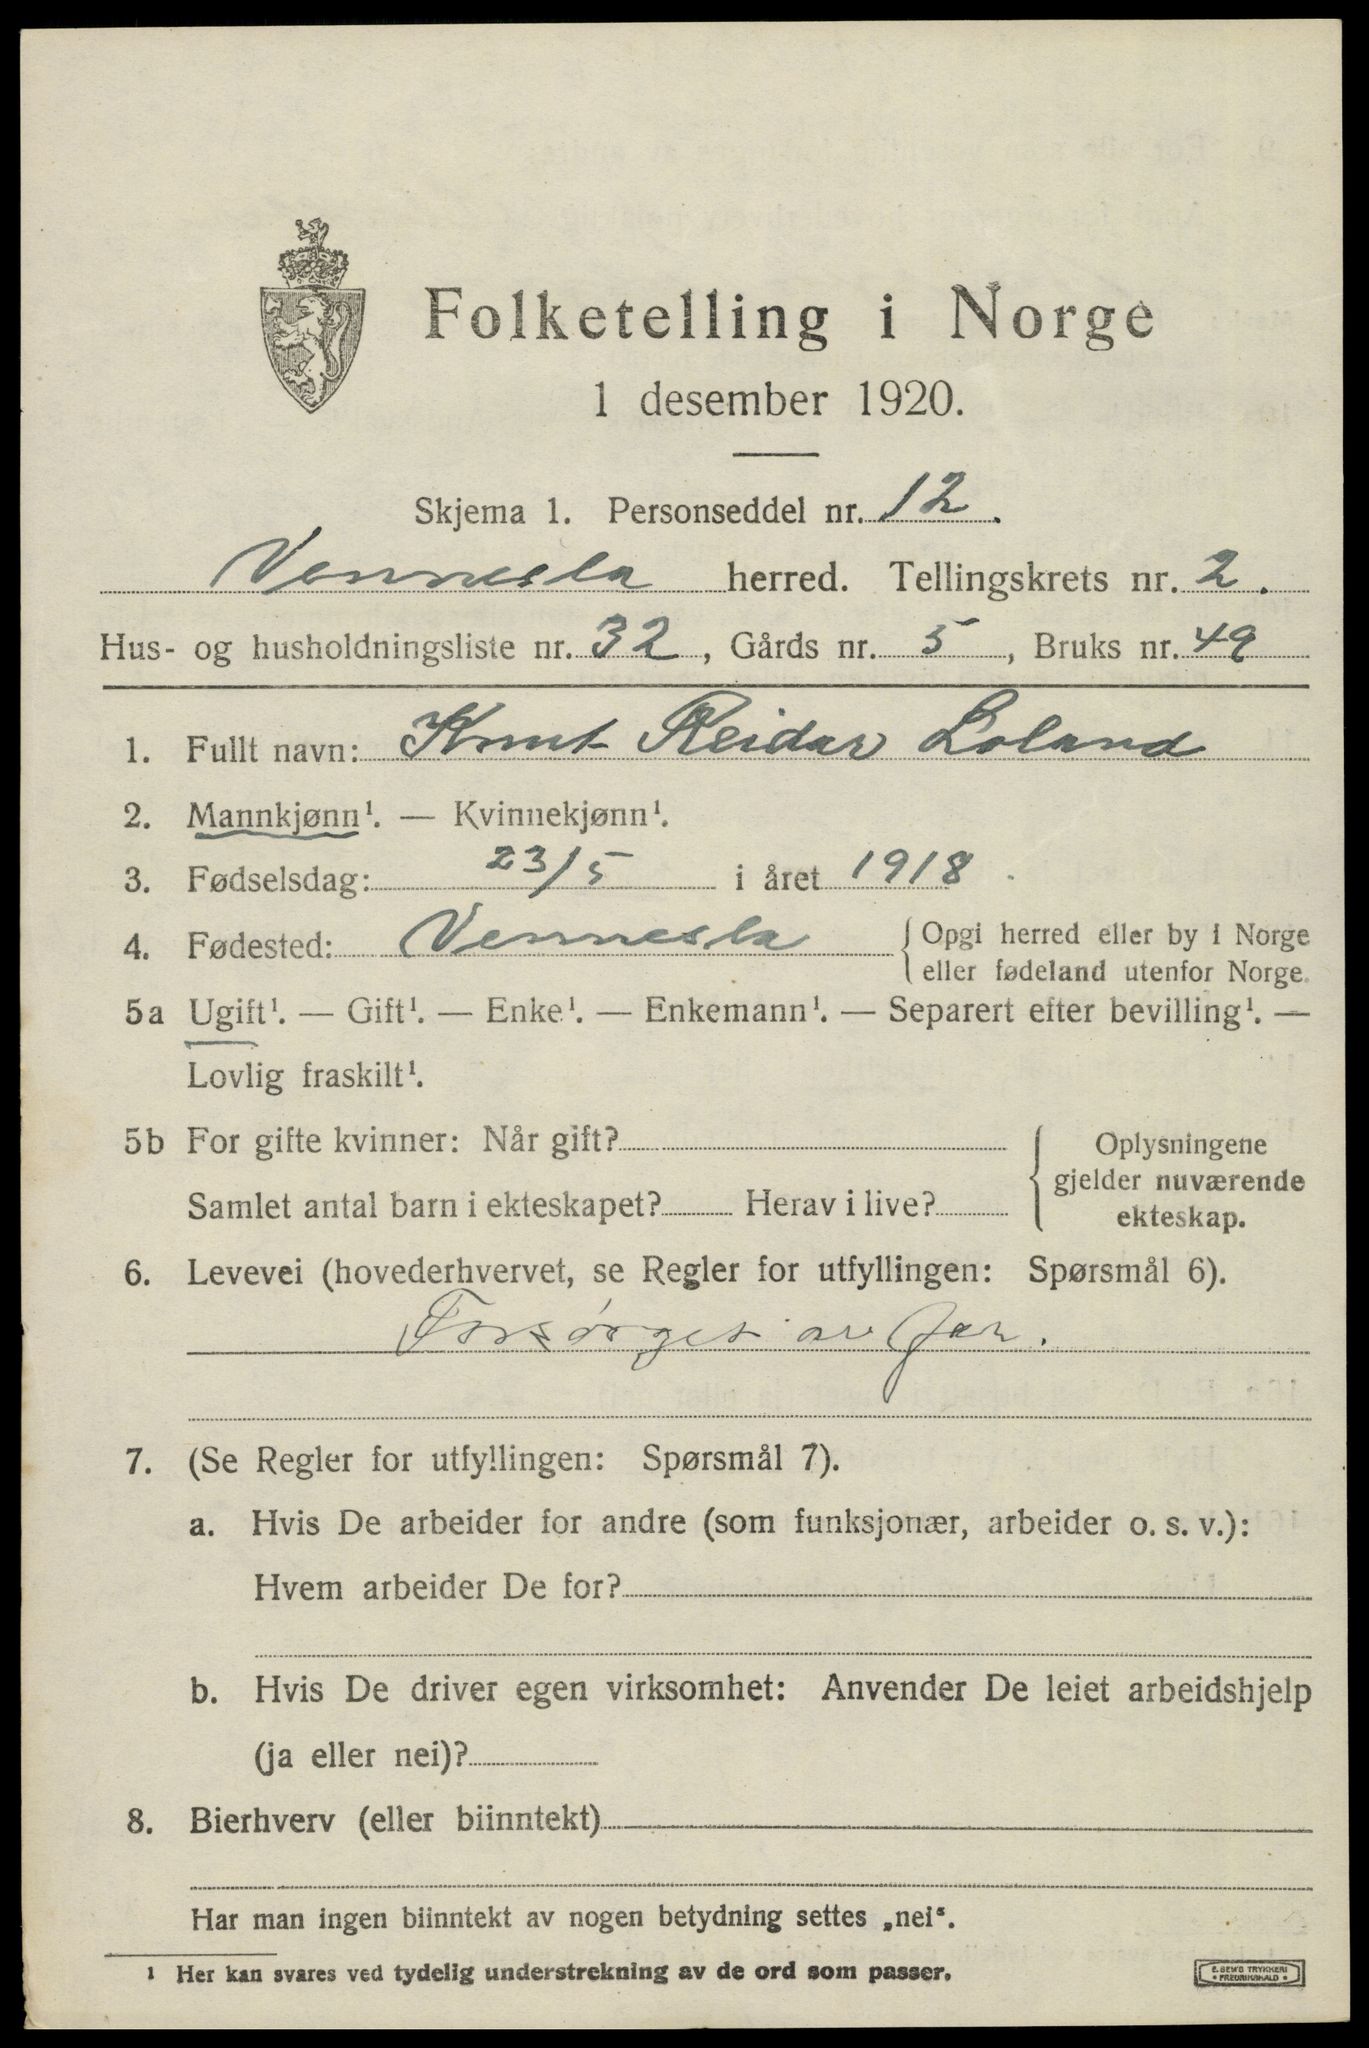 Folketelling i Norge
1 desember 1920.
Skjema 1. Personseddel nr. 12.
Vennesla herred. Tellingskrets nr. 2.
Hus- og husholdningsliste nr. 32, Gårds nr. 5, Bruks nr. 49
1. Fullt navn: Knut Reidar Loland
2. Mannkjønn¹. — Kvinnekjønn¹.
3. Fødselsdag: 23/5 i året 1918.
4. Fødested: Vennesla { Opgi herred eller by i Norge
eller fødeland utenfor Norge.
5a Ugift¹. — Gift¹. — Enke¹. — Enkemann¹. — Separert efter bevilling¹. —
Lovlig fraskilt¹.
5b For gifte kvinner: Når gift? { Oplysningene
gjelder nuværende
Samlet antal barn i ekteskapet? Herav i live?
ekteskap.
6. Levevei (hovederhvervet, se Regler for utfyllingen: Spørsmål 6).
Forsørget av far.
7. (Se Regler for utfyllingen: Spørsmål 7).
a. Hvis De arbeider for andre (som funksjonær, arbeider o. s. v.):
Hvem arbeider De for?
b. Hvis De driver egen virksomhet: Anvender De leiet arbeidshjelp
(ja eller nei)?
8. Bierhverv (eller biinntekt)
Har man ingen biinntekt av nogen betydning settes „nei“.
¹ Her kan svares ved tydelig understrekning av de ord som passer.
E. SEM'S TRYKKERI
• FREDRIKSHALD •